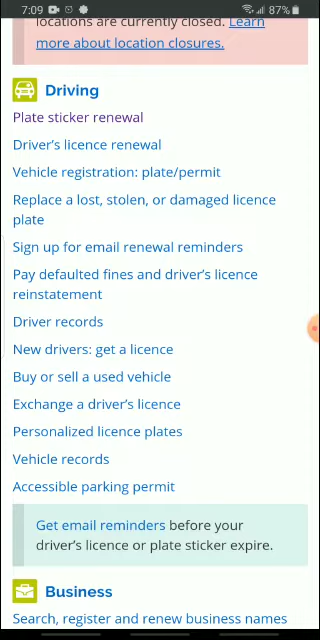 7:09 87%
locations are currently closed. Learn
more about location closures.
Driving
Plate sticker renewal
Driver's licence renewal
Vehicle registration: plate/permit
Replace a lost, stolen, or damaged licence
plate
Sign up for email renewal reminders
Pay defaulted fines and driver's licence
reinstatement
Driver records
New drivers: get a licence
Buy or sell a used vehicle
Exchange a driver's licence
Personalized licence plates
Vehicle records
Accessible parking permit
Get email reminders before your
driver's licence or plate sticker expire.
Business
Search, register and renew business names